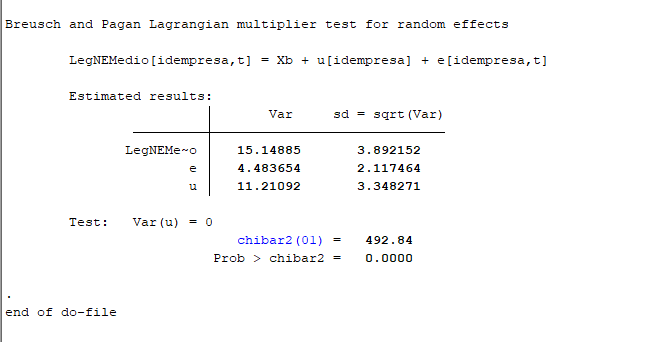 Breusch and Pagan Lagrangian multiplier test for random effects
LegNEMedio[idempresa,t] = Xb + u[idempresa] + e[idempresa,t]
Estimated results:
Var sd = sqrt(Var)
LegNEMe~o 15.14885 3.892152
e 4.483654 2.117464
u 11.21092 3.348271
Test: Var(u) = 0
chibar2(01) = 492.84
Prob > chibar2 = 0.0000
.
end of do-file